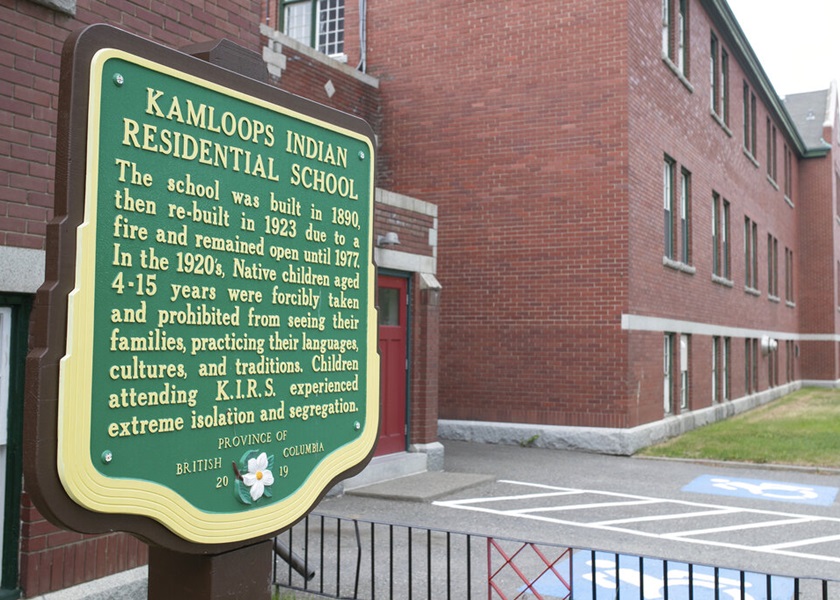 KAMLOOPS INDIAN
RESIDENTIAL SCHOOL
The school was built in 1890,
then re-built in 1923 due to a
fire and remained open until 1977.
In the 1920's, Native children aged
4-15 years were forcibly taken
and prohibited from seeing their
families, practicing their languages,
cultures, and traditions. Children
attending K.I.R.S. experienced
extreme isolation and segregation.
PROVINCE OF
BRITISH COLUMBIA
20 19